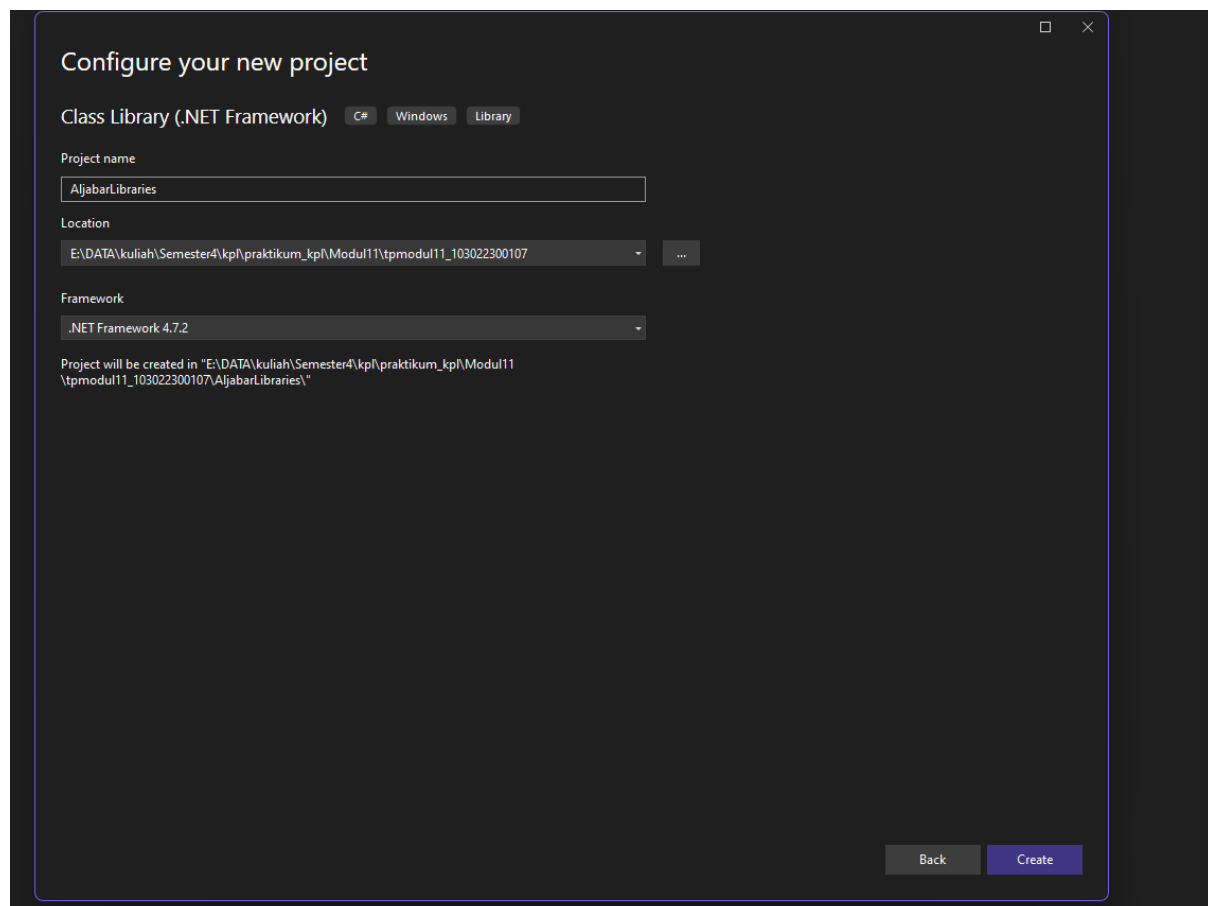 Configure your new project
Class Library (.NET Framework) C# Windows Library
Project name
AljabarLibraries
Location
E:\DATA\kuliah\Semester4\kpl\praktikum_kpl\Modul11\tpmodul11_103022300107
...
Framework
.NET Framework 4.7.2
Project will be created in "E:\DATA\kuliah\Semester4\kpl\praktikum_kpl\Modul11
\tpmodul11_103022300107\AljabarLibraries\"
Back Create